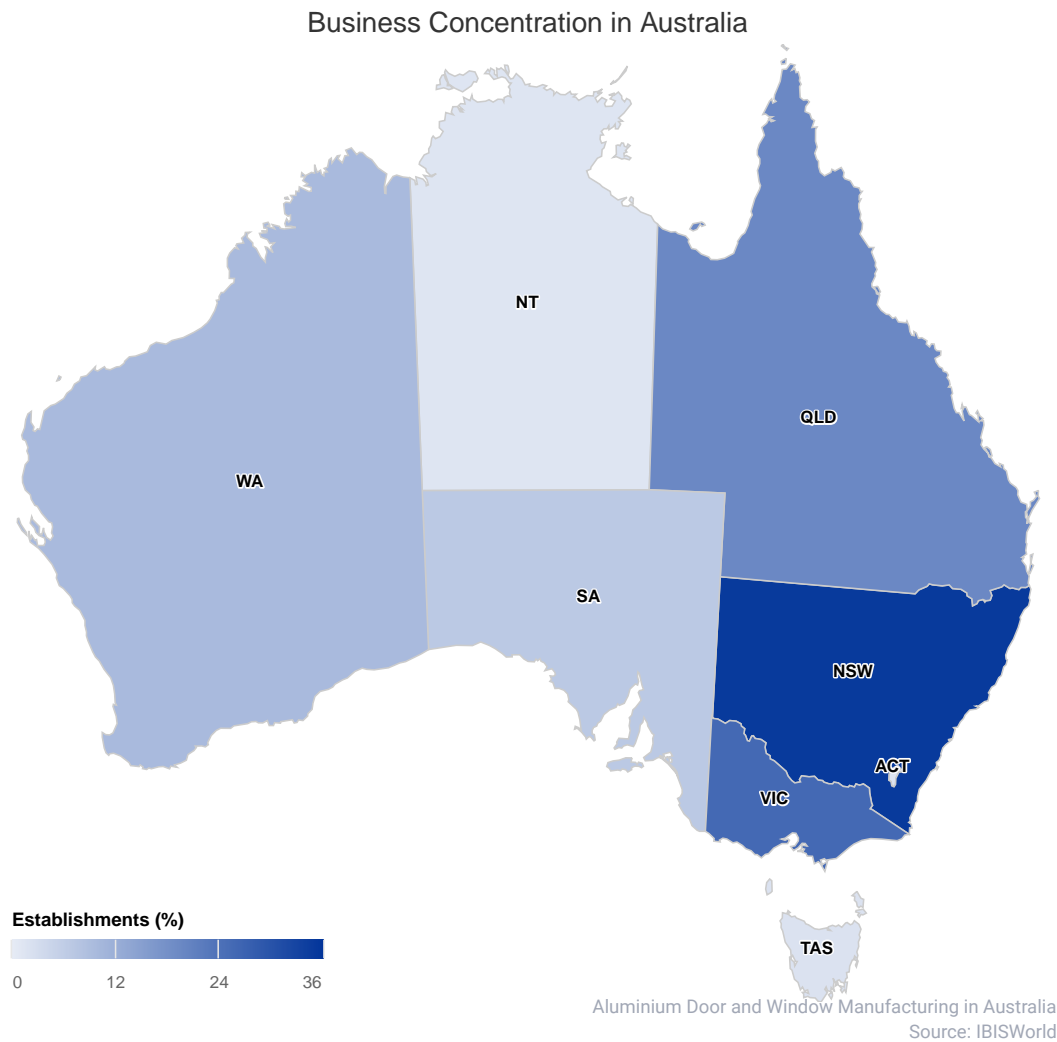 Business Concentration in Australia
NT
QLD
WA
SA
NSW
ACT
VIC
TAS
Establishments (%)
0 12 24 36
Aluminium Door and Window Manufacturing in Australia
Source: IBISWorld